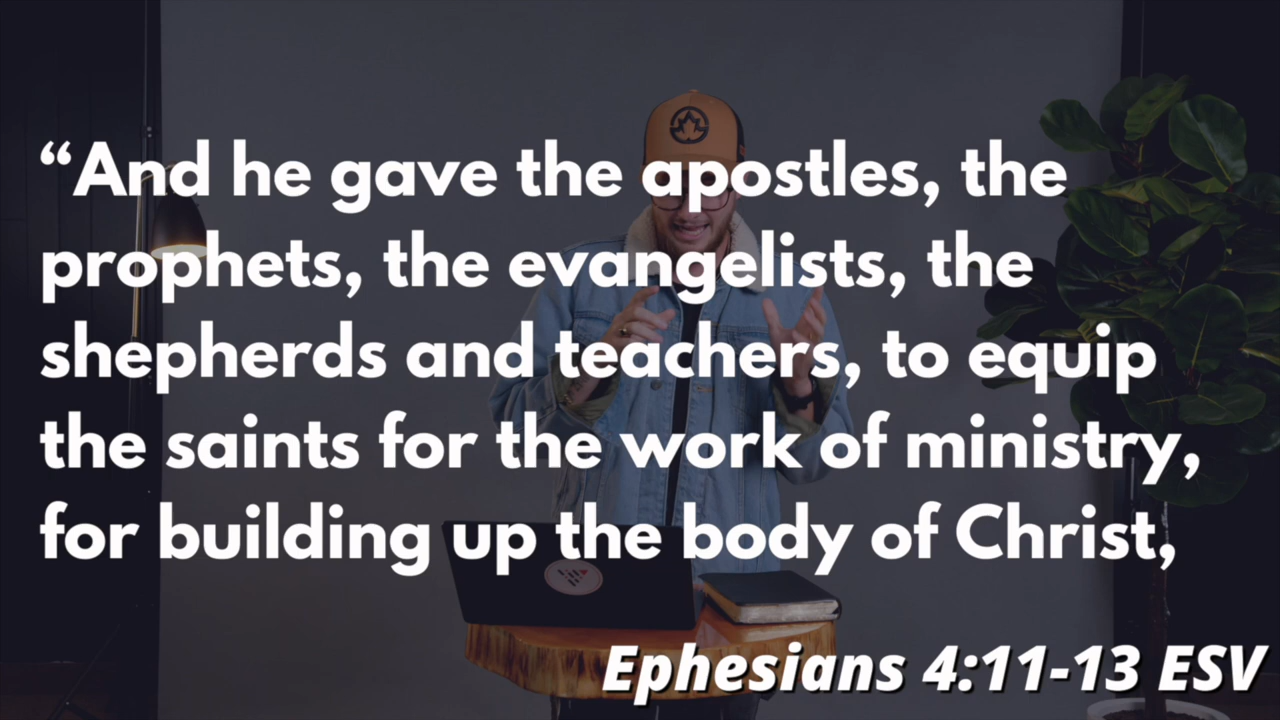 “And he gave the apostles, the
prophets, the evangelists, the
shepherds and teachers, to equip
the saints for the work of ministry,
for building up the body of Christ,
Ephesians 4:11-13 ESV